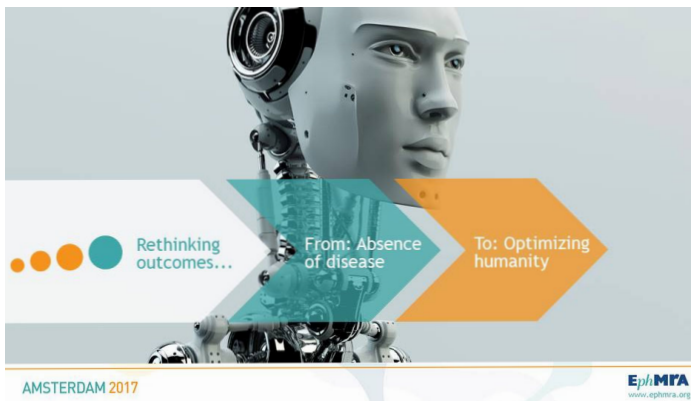 Rethinking
outcomes...
From: Absence
of disease
To: Optimizing
humanity
AMSTERDAM 2017
EphMRA
www.ephmra.org